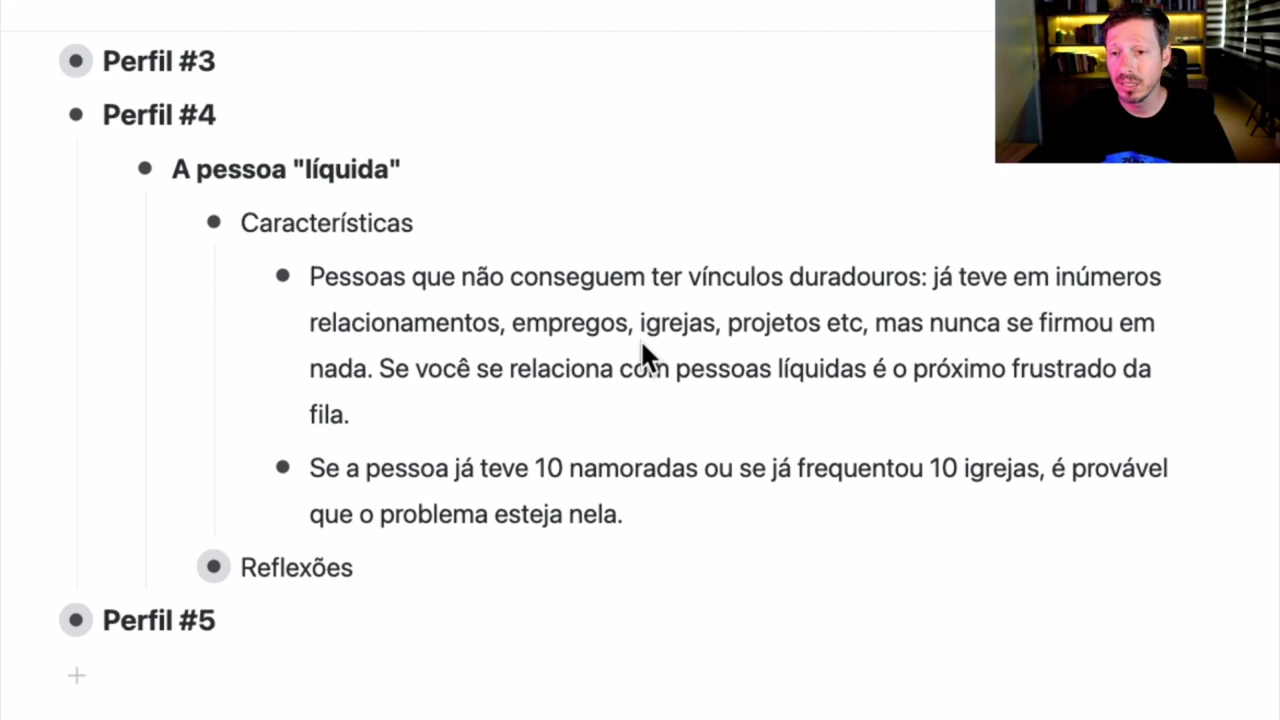 Perfil #3
Perfil #4
A pessoa "líquida"
Características
Pessoas que não conseguem ter vínculos duradouros: já teve em inúmeros
relacionamentos, empregos, igrejas, projetos etc, mas nunca se firmou em
nada. Se você se relaciona com pessoas líquidas é o próximo frustrado da
fila.
Se a pessoa já teve 10 namoradas ou se já frequentou 10 igrejas, é provável
que o problema esteja nela.
Reflexões
Perfil #5